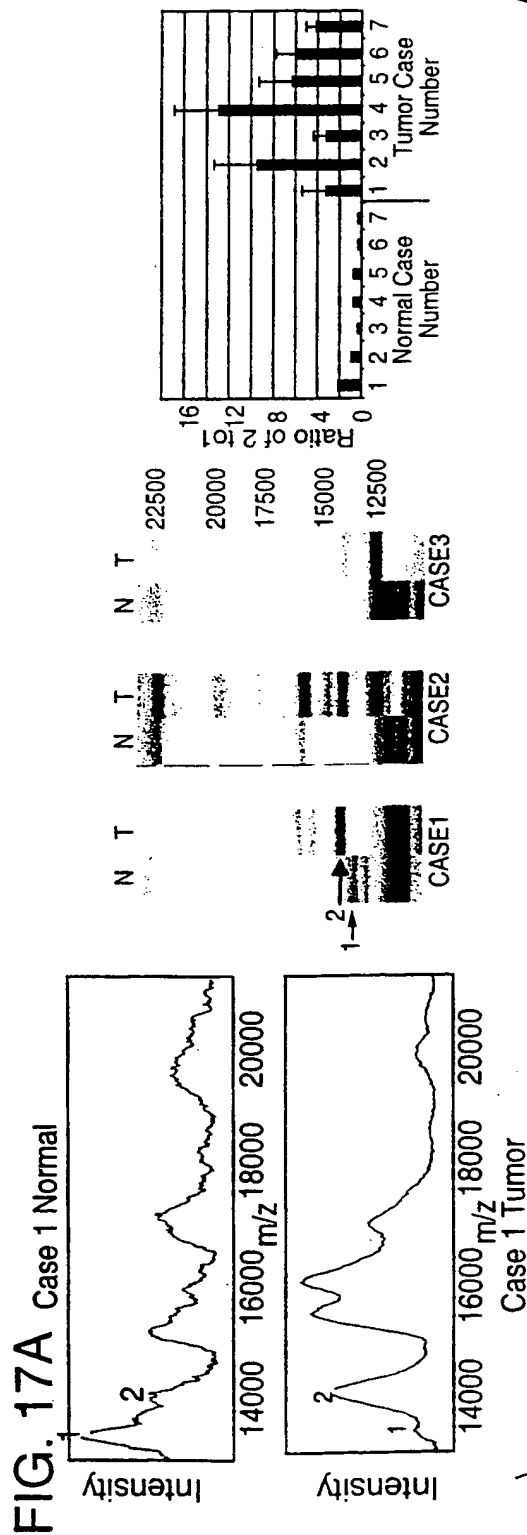 FIG. 17A Case 1 Normal
Intensity
1
2
14000 16000 18000 20000
m/z
Intensity
1
2
14000 16000 18000 20000
m/z
Case 1 Tumor
N T
2
1
CASE1
N T
CASE2
N T
CASE3
22500
20000
17500
15000
12500
Ratio of 2 to1
16
12
8
4
0
1 2 3 4 5 6 7
Normal Case
Number
1 2 3 4 5 6 7
Tumor Case
Number